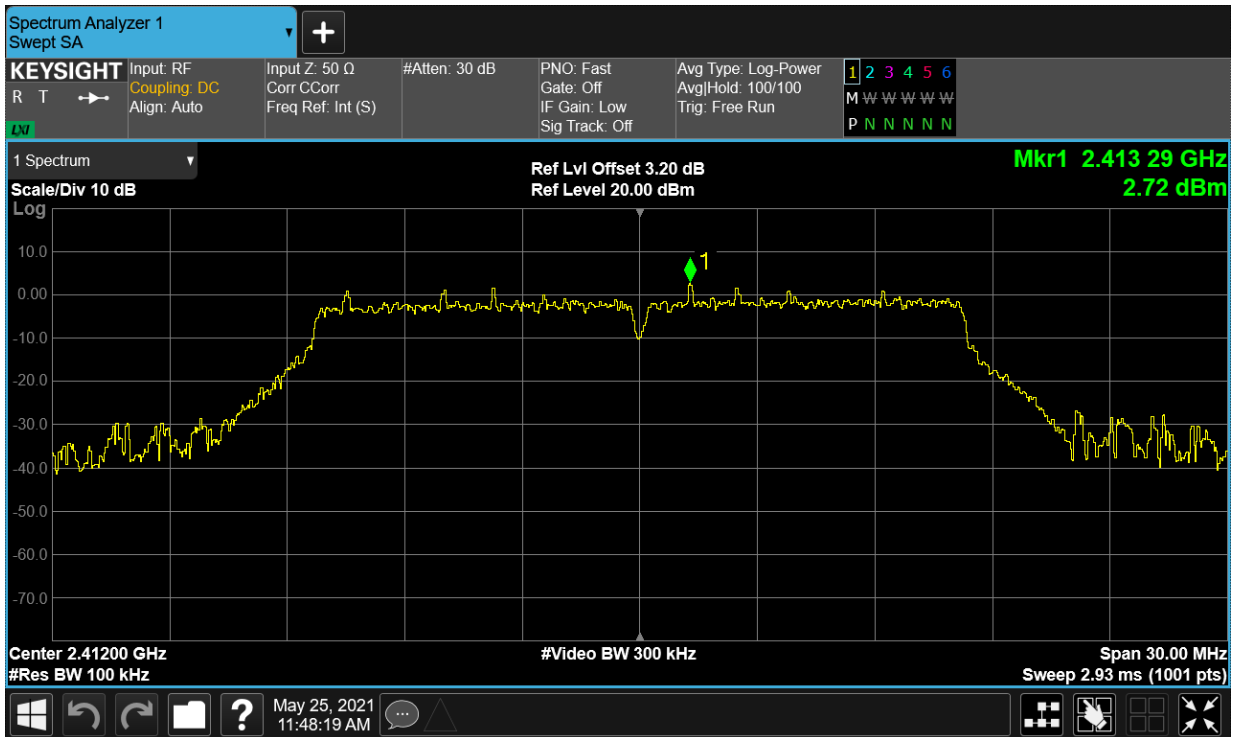 Spectrum Analyzer 1
Swept SA
KEYSIGHT
R T
LXI
Input: RF
Coupling: DC
Align: Auto
Input Z: 50 Ω
Corr CCorr
Freq Ref: Int (S)
#Atten: 30 dB
PNO: Fast
Gate: Off
IF Gain: Low
Sig Track: Off
Avg Type: Log-Power
Avg|Hold: 100/100
Trig: Free Run
1 2 3 4 5 6
M W W W W W
P N N N N N
1 Spectrum
Scale/Div 10 dB
Log
Ref Lvl Offset 3.20 dB
Ref Level 20.00 dBm
Mkr1 2.413 29 GHz
2.72 dBm
1
10.0
0.00
-10.0
-20.0
-30.0
-40.0
-50.0
-60.0
-70.0
Center 2.41200 GHz
#Res BW 100 kHz
#Video BW 300 kHz
Span 30.00 MHz
Sweep 2.93 ms (1001 pts)
?
May 25, 2021
11:48:19 AM